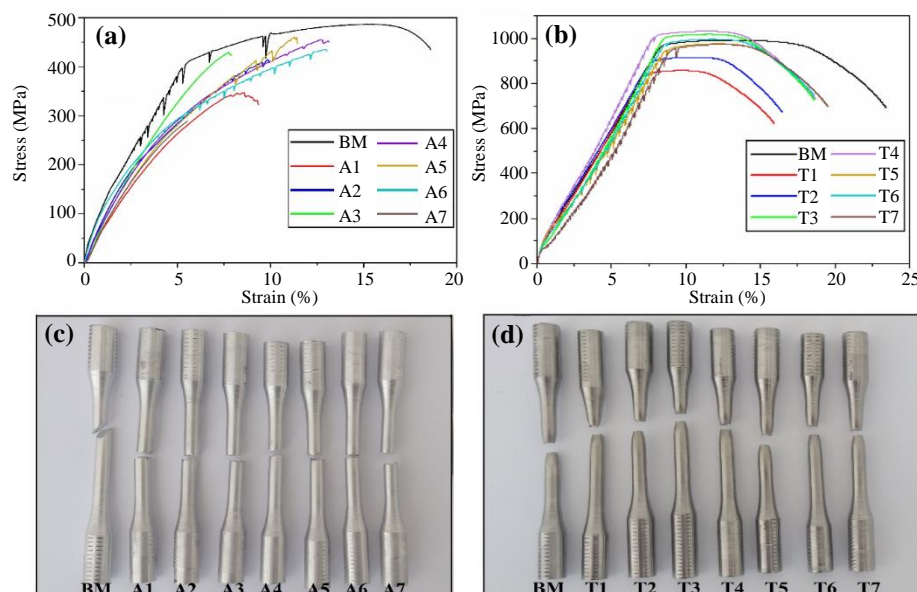 (a)
500
400
300
250
150
50
0
0
5
10
15
20
Stress (MPa)
Strain (%)
BM
A1
A2
A3
A4
A5
A6
A7
(b)
1000
800
600
400
200
0
0
5
10
15
20
25
Stress (MPa)
Strain (%)
BM
T1
T2
T3
T4
T5
T6
T7
(c)
BM A1 A2 A3 A4 A5 A6 A7
(d)
BM T1 T2 T3 T4 T5 T6 T7